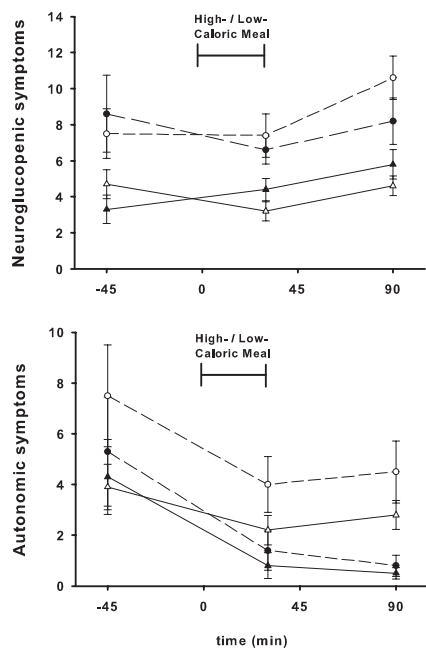 High- / Low-
Caloric Meal
Neuroglucopenic symptoms
14
12
10
8
6
4
2
0
-45 0 45 90
High- / Low-
Caloric Meal
Autonomic symptoms
10
8
6
4
2
0
-45 0 45 90
time (min)